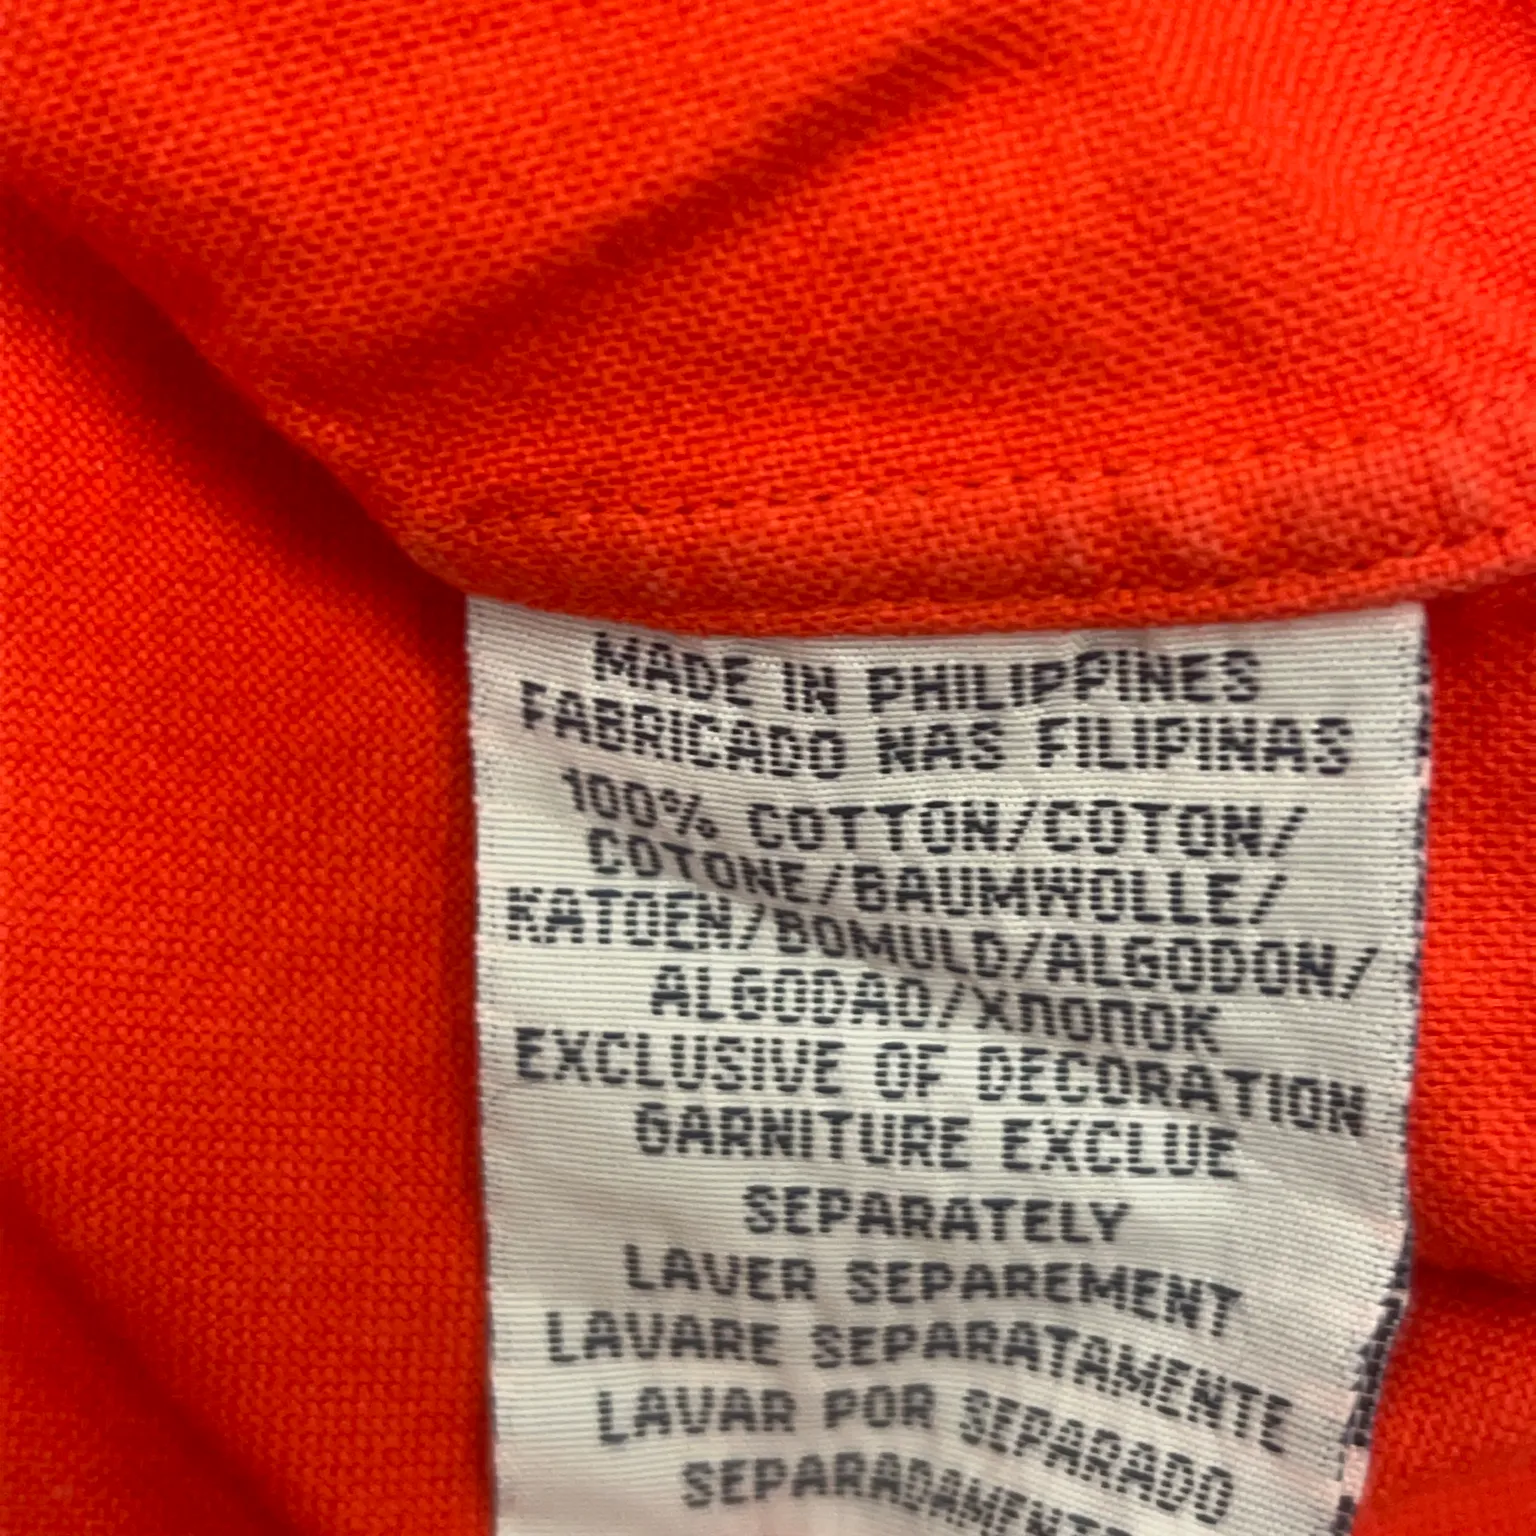 MADE IN PHILIPPINES
FABRICADO NAS FILIPINAS
100% COTTON/COTON/
COTONE/BAUMWOLLE/
KATOEN/BOMULD/ALGODON/
ALGODAO/ХЛОПОК
EXCLUSIVE OF DECORATION
GARNITURE EXCLUE
SEPARATELY
LAVER SEPAREMENT
LAVARE SEPARATAMENTE
LAVAR POR SEPARADO